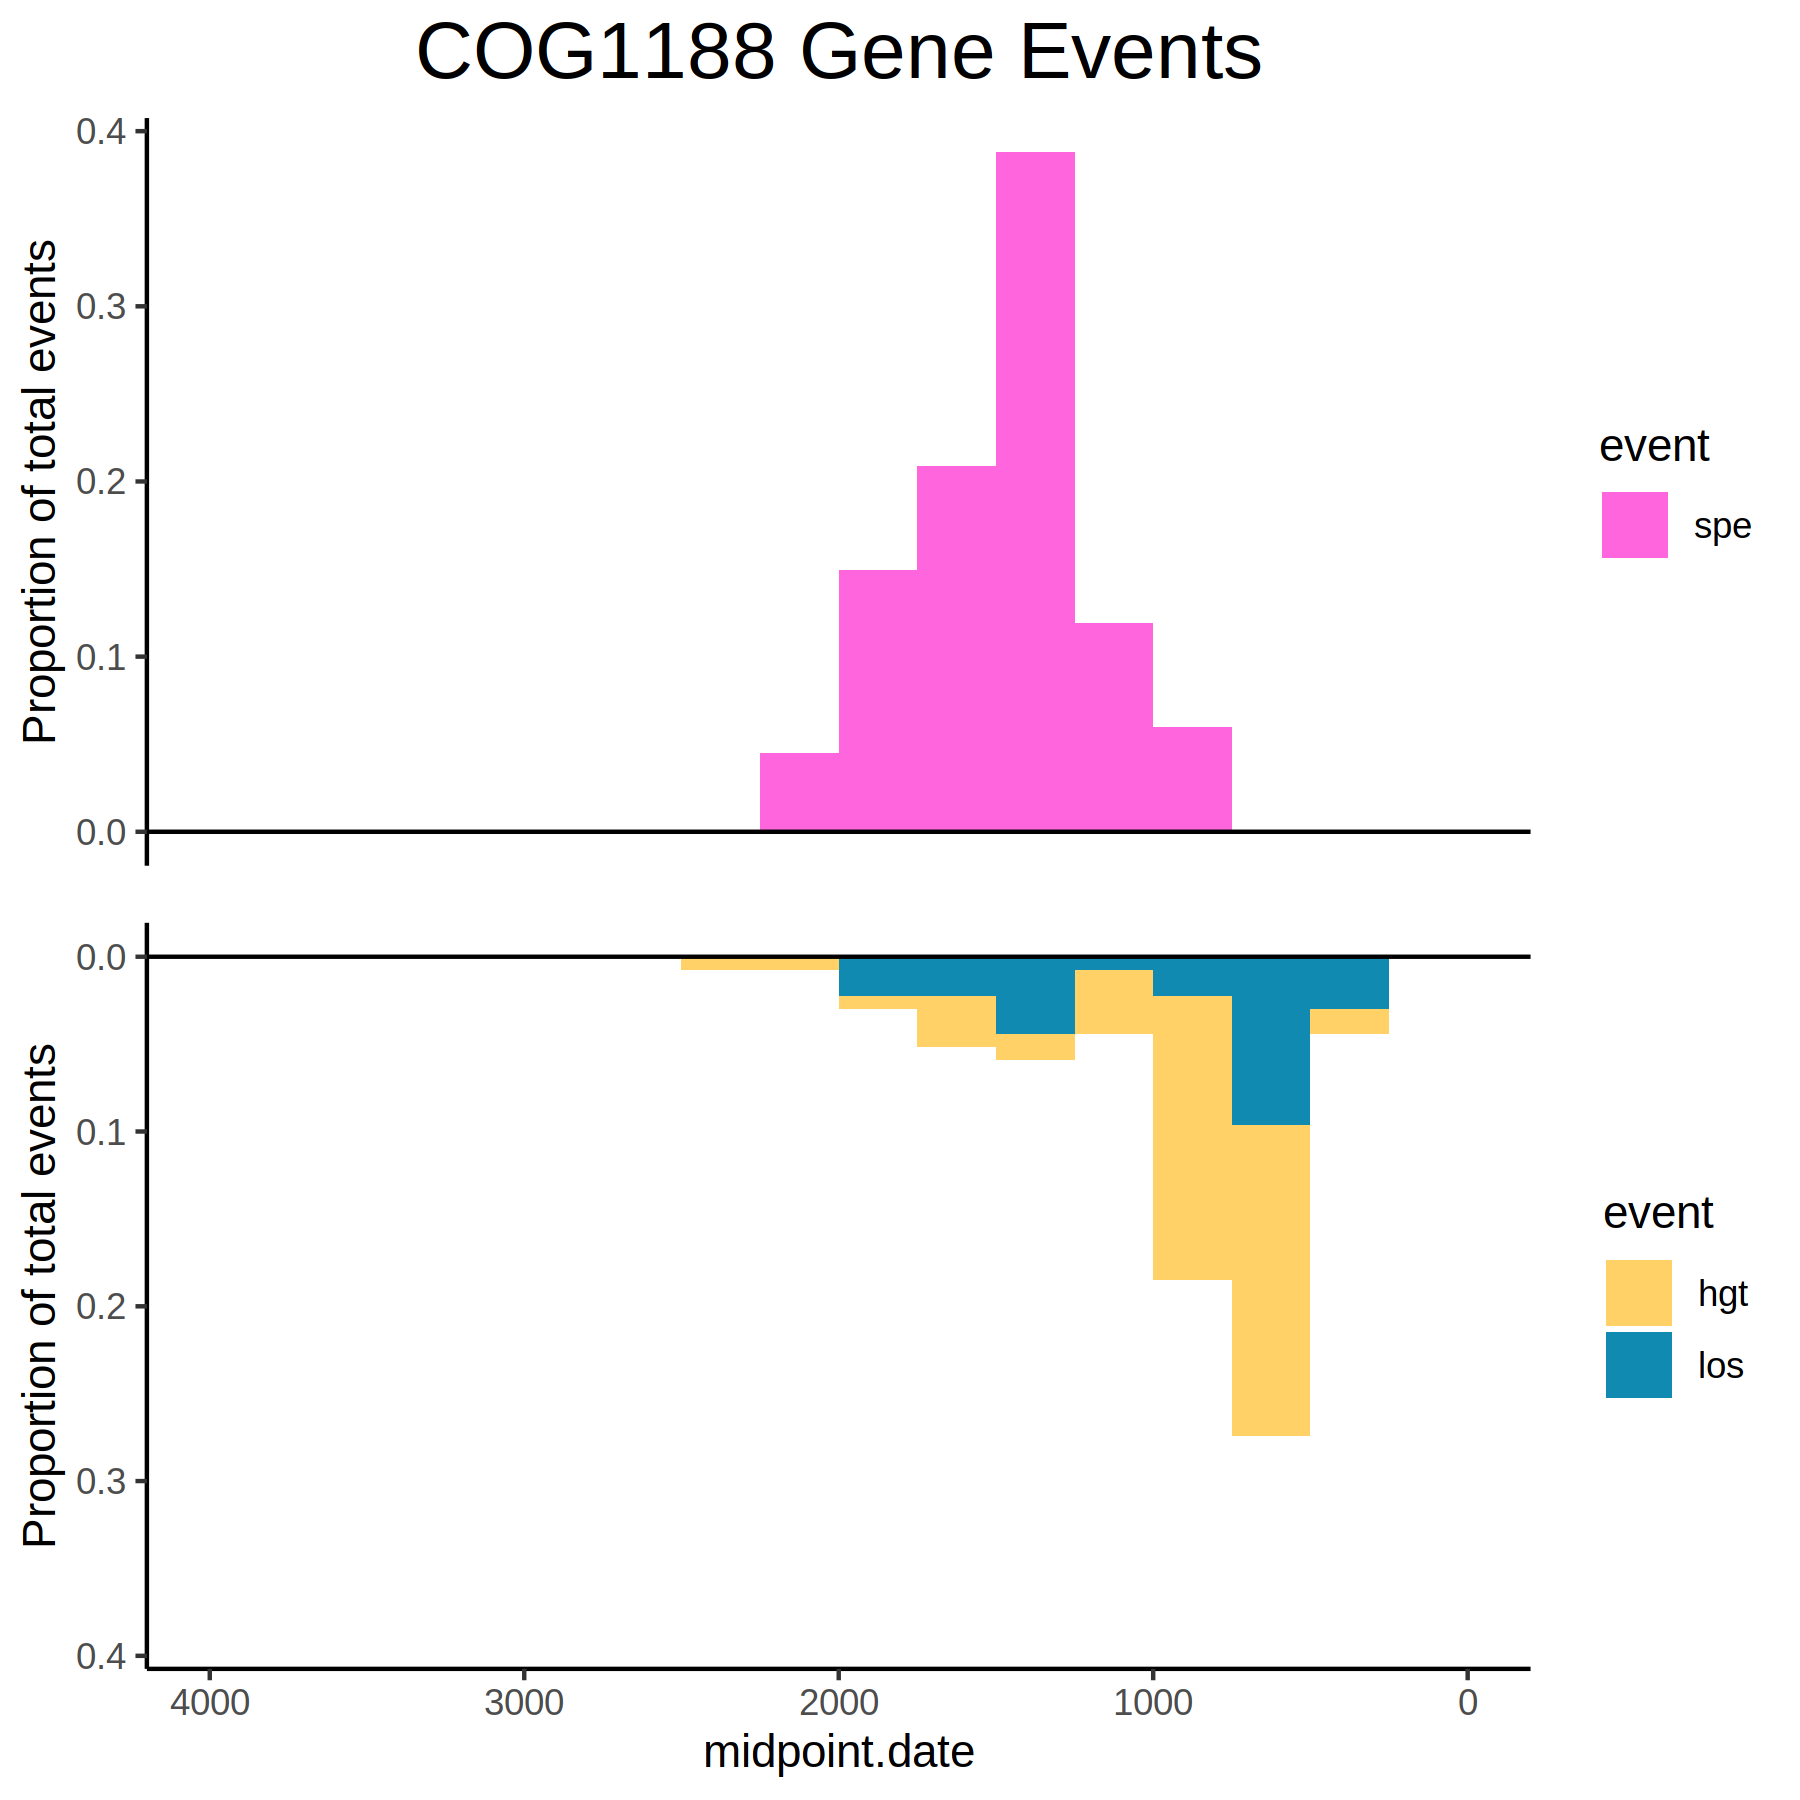 COG1188 Gene Events
Proportion of total events
0.4
0.3
0.2
0.1
0.0
event
spe
Proportion of total events
0.0
0.1
0.2
0.3
0.4
event
hgt
los
4000 3000 2000 1000 0
midpoint.date